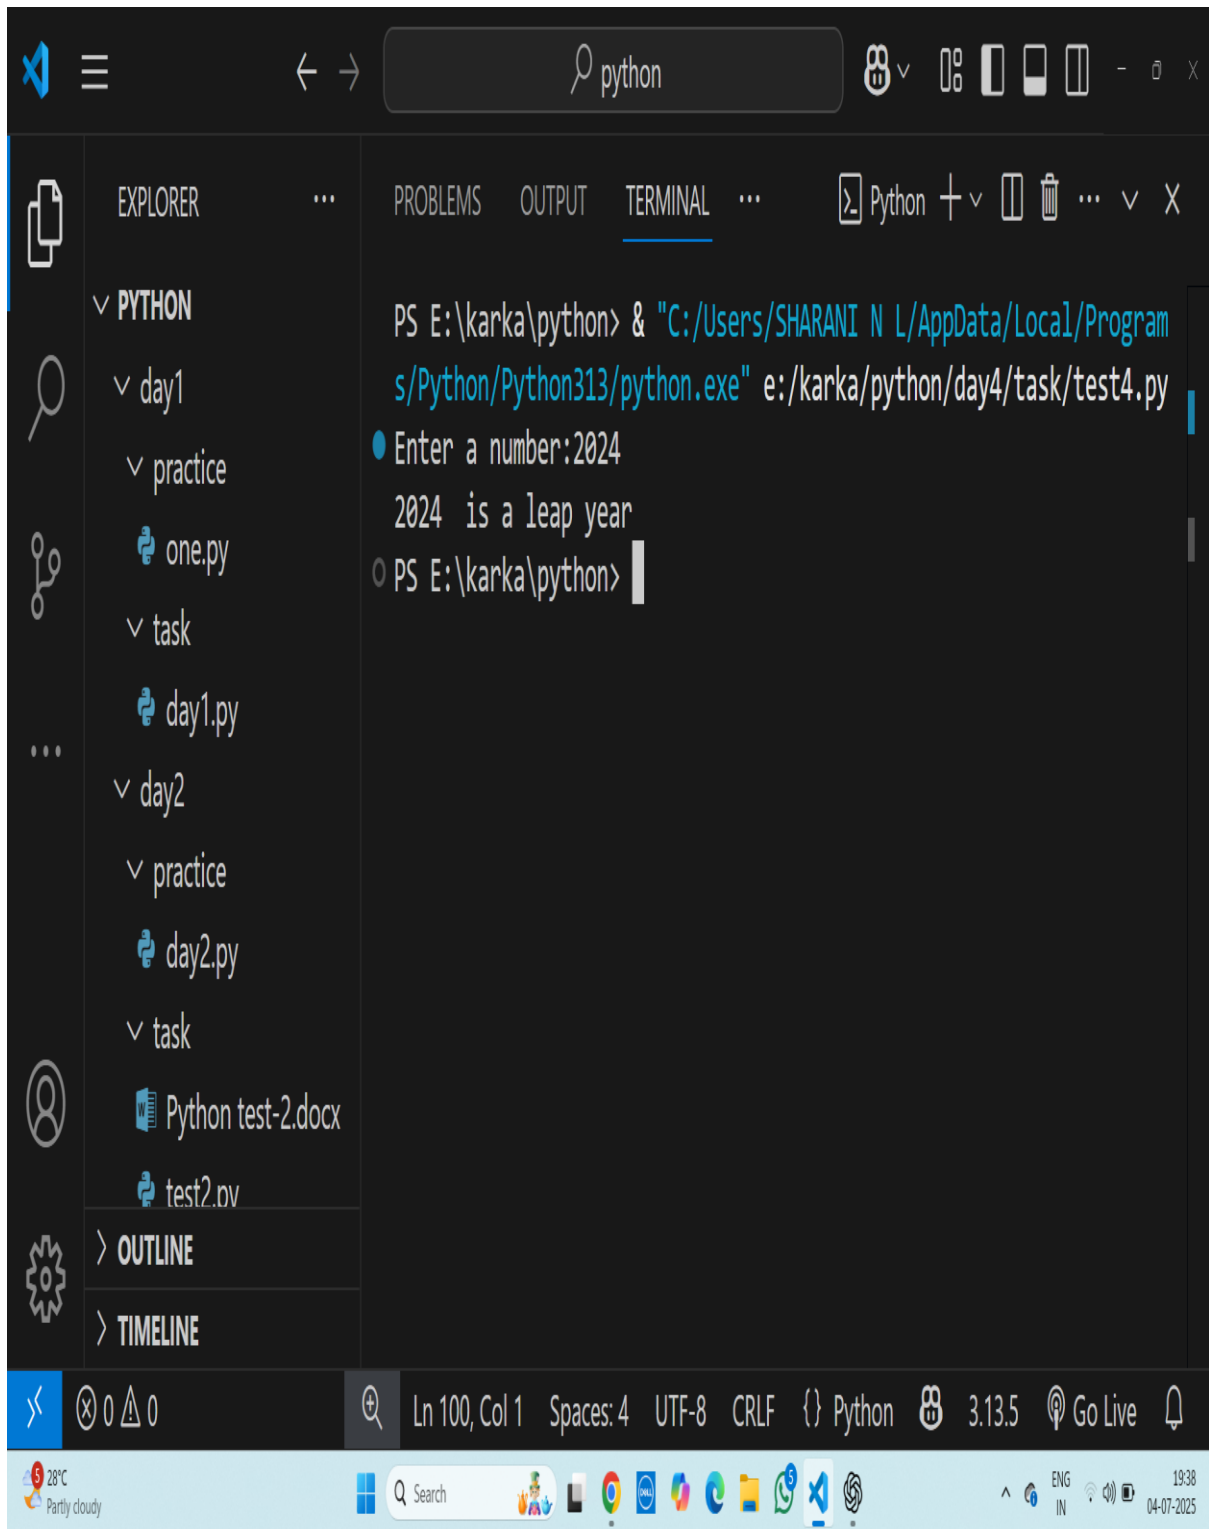 python
EXPLORER ...
PYTHON
day1
practice
one.py
task
day1.py
day2
practice
day2.py
task
Python test-2.docx
test2.py
OUTLINE
TIMELINE
PROBLEMS OUTPUT TERMINAL ... Python ...
PS E:\karka\python> & "C:/Users/SHARANI N L/AppData/Local/Program
s/Python/Python313/python.exe" e:/karka/python/day4/task/test4.py
Enter a number:2024
2024  is a leap year
PS E:\karka\python>
0 0 Ln 100, Col 1 Spaces: 4 UTF-8 CRLF {} Python 3.13.5 Go Live
5 28°C
Partly cloudy
Search
DELL
5
ENG
IN
19:38
04-07-2025